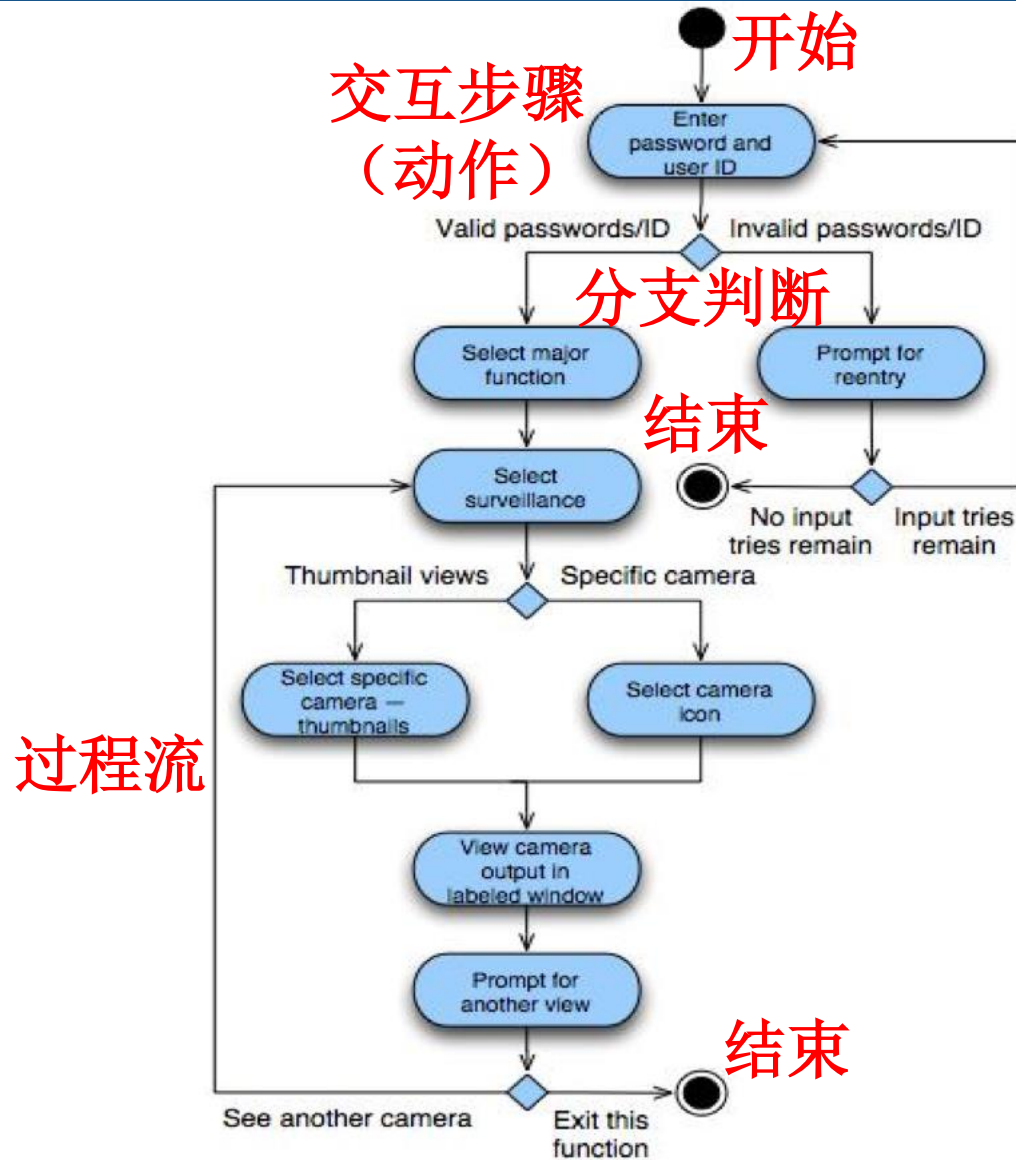 开始
交互步骤
（动作）
Enter
password and
user ID
Valid passwords/ID
Invalid passwords/ID
分支判断
Select major
function
Prompt for
reentry
结束
Select
surveillance
No input
tries remain
Input tries
remain
Thumbnail views
Specific camera
Select specific
camera —
thumbnails
Select camera
icon
过程流
View camera
output in
labeled window
Prompt for
another view
结束
See another camera
Exit this
function